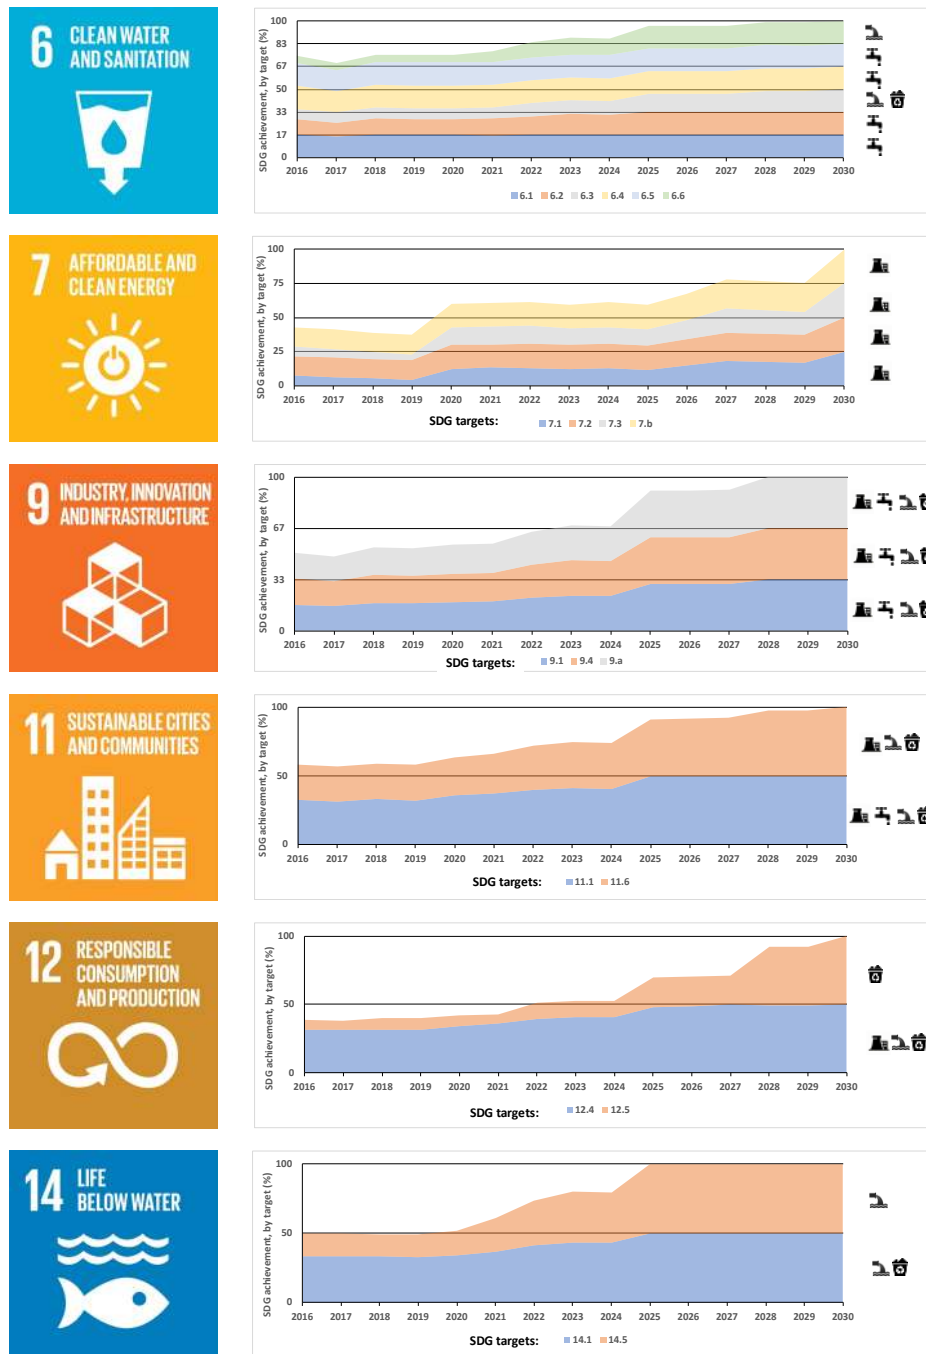 6 CLEAN WATER
AND SANITATION
SDG achievement, by target (%)
100
83
67
50
33
17
0
2016 2017 2018 2019 2020 2021 2022 2023 2024 2025 2026 2027 2028 2029 2030
6.1 6.2 6.3 6.4 6.5 6.6
7 AFFORDABLE AND
CLEAN ENERGY
SDG achievement, by target (%)
100
75
50
25
0
2016 2017 2018 2019 2020 2021 2022 2023 2024 2025 2026 2027 2028 2029 2030
SDG targets: 7.1 7.2 7.3 7.b
9 INDUSTRY, INNOVATION
AND INFRASTRUCTURE
SDG achievement, by target (%)
100
67
33
0
2016 2017 2018 2019 2020 2021 2022 2023 2024 2025 2026 2027 2028 2029 2030
SDG targets: 9.1 9.4 9.a
11 SUSTAINABLE CITIES
AND COMMUNITIES
SDG achievement, by target (%)
100
50
0
2016 2017 2018 2019 2020 2021 2022 2023 2024 2025 2026 2027 2028 2029 2030
SDG targets: 11.1 11.6
12 RESPONSIBLE
CONSUMPTION
AND PRODUCTION
SDG achievement, by target (%)
100
50
0
2016 2017 2018 2019 2020 2021 2022 2023 2024 2025 2026 2027 2028 2029 2030
SDG targets: 12.4 12.5
14 LIFE
BELOW WATER
SDG achievement, by target (%)
100
50
0
2016 2017 2018 2019 2020 2021 2022 2023 2024 2025 2026 2027 2028 2029 2030
SDG targets: 14.1 14.5